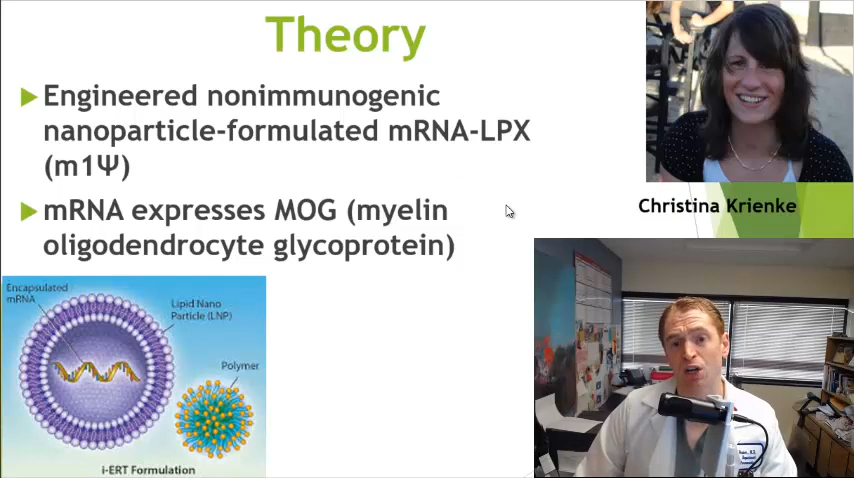 Theory
Engineered nonimmunogenic
nanoparticle-formulated mRNA-LPX
(m1Ψ)
mRNA expresses MOG (myelin
oligodendrocyte glycoprotein)
Christina Krienke
Encapsulated
mRNA
Lipid Nano
Particle (LNP)
Polymer
i-ERT Formulation